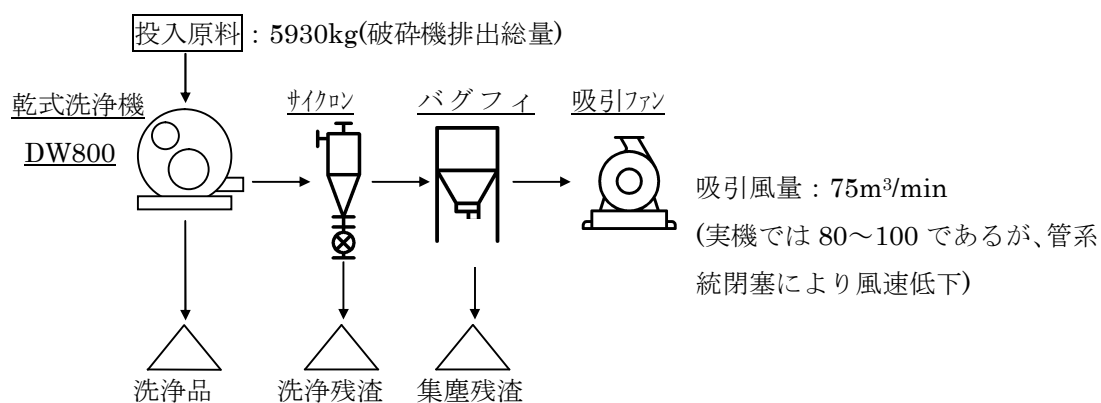 投入原料：5930kg(破砕機排出総量)
乾式洗浄機
DW800
ｻｲｸﾛﾝ
バグフィ
吸引ﾌｧﾝ
吸引風量：75m³/min
(実機では 80～100 であるが、管系
統閉塞により風速低下)
洗浄品
洗浄残渣
集塵残渣